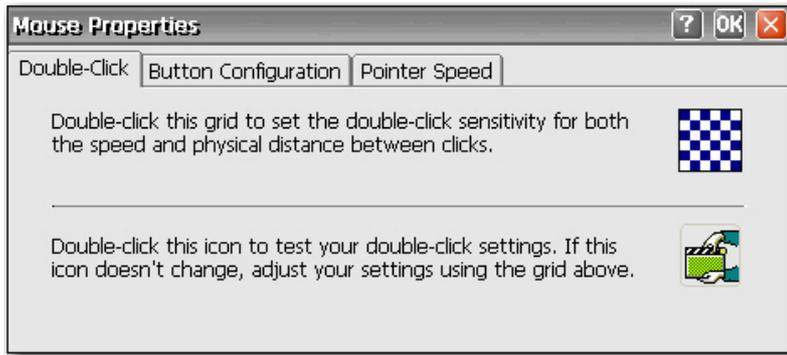 Mouse Properties ? OK ×
Double-Click Button Configuration Pointer Speed
Double-click this grid to set the double-click sensitivity for both
the speed and physical distance between clicks.
Double-click this icon to test your double-click settings. If this
icon doesn't change, adjust your settings using the grid above.